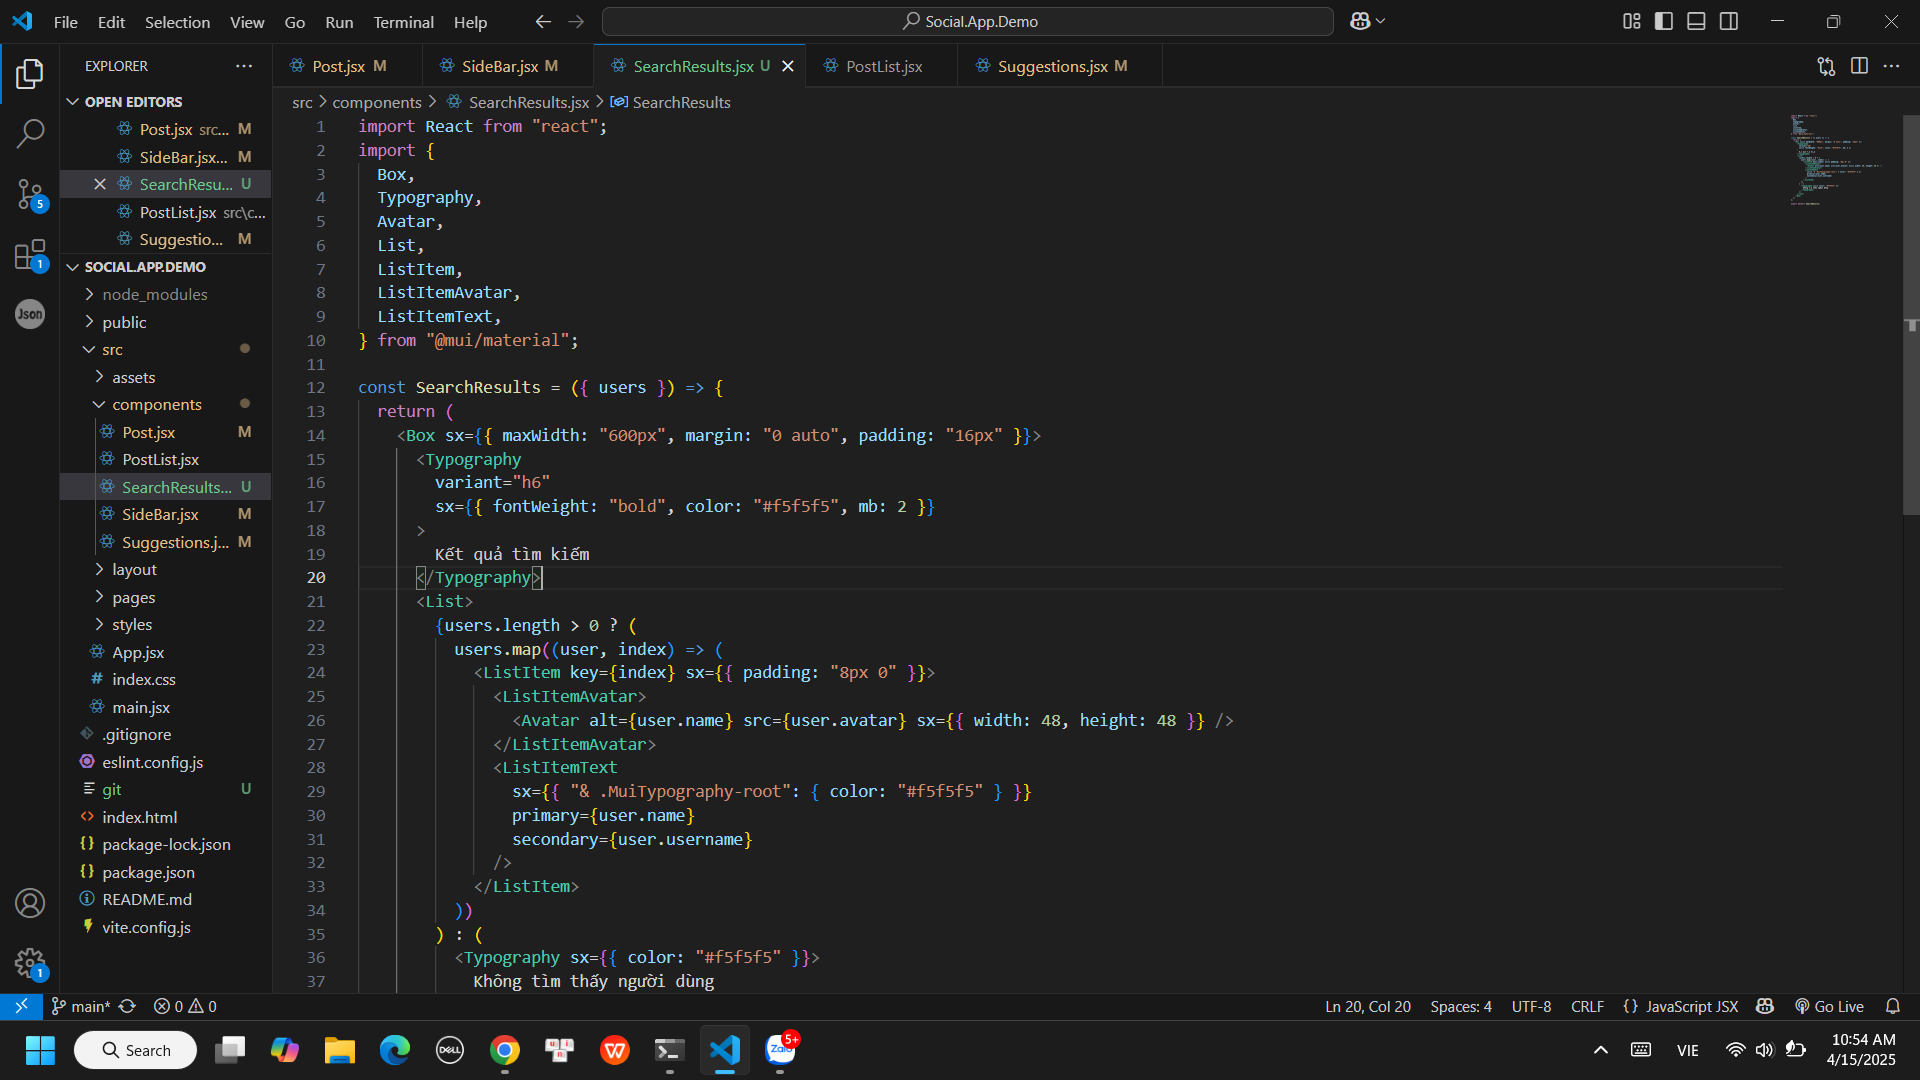 File Edit Selection View Go Run Terminal Help
Social.App.Demo
EXPLORER
OPEN EDITORS
Post.jsx src... M
SideBar.jsx... M
SearchResu... U
PostList.jsx src\c...
Suggestio... M
SOCIAL.APP.DEMO
node_modules
public
src
assets
components
Post.jsx M
PostList.jsx
SearchResults... U
SideBar.jsx M
Suggestions.j... M
layout
pages
styles
App.jsx
# index.css
main.jsx
.gitignore
eslint.config.js
git U
index.html
package-lock.json
package.json
README.md
vite.config.js
5
1
Json
1
Post.jsx M
SideBar.jsx M
SearchResults.jsx U
PostList.jsx
Suggestions.jsx M
src > components > SearchResults.jsx > SearchResults
1 import React from "react";
2 import {
3 Box,
4 Typography,
5 Avatar,
6 List,
7 ListItem,
8 ListItemAvatar,
9 ListItemText,
10 } from "@mui/material";
11
12 const SearchResults = ({ users }) => {
13 return (
14 <Box sx={{ maxWidth: "600px", margin: "0 auto", padding: "16px" }}>
15 <Typography
16 variant="h6"
17 sx={{ fontWeight: "bold", color: "#f5f5f5", mb: 2 }}
18 >
19 Kết quả tìm kiếm
20 </Typography>
21 <List>
22 {users.length > 0 ? (
23 users.map((user, index) => (
24 <ListItem key={index} sx={{ padding: "8px 0" }}>
25 <ListItemAvatar>
26 <Avatar alt={user.name} src={user.avatar} sx={{ width: 48, height: 48 }} />
27 </ListItemAvatar>
28 <ListItemText
29 sx={{ "& .MuiTypography-root": { color: "#f5f5f5" } }}
30 primary={user.name}
31 secondary={user.username}
32 />
33 </ListItem>
34 ))
35 ) : (
36 <Typography sx={{ color: "#f5f5f5" }}>
37 Không tìm thấy người dùng
main* 0 0
Ln 20, Col 20 Spaces: 4 UTF-8 CRLF {} JavaScript JSX Go Live
Search
DELL
Zalo
5+
VIE
10:54 AM
4/15/2025